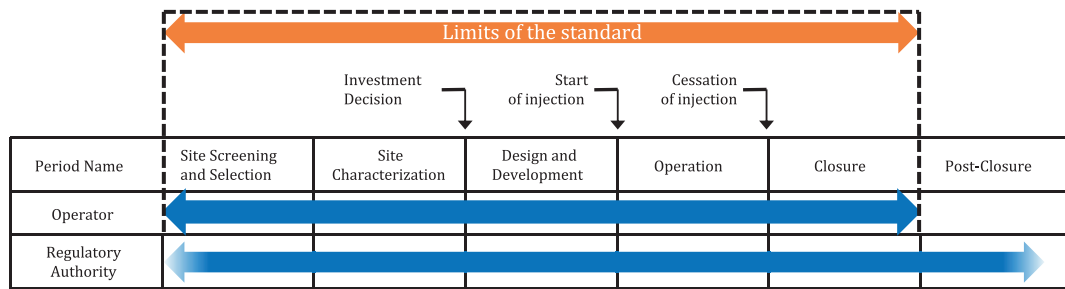 Limits of the standard
Investment
Decision
Start
of injection
Cessation
of injection
Period Name
Site Screening
and Selection
Site
Characterization
Design and
Development
Operation
Closure
Post-Closure
Operator
Regulatory
Authority